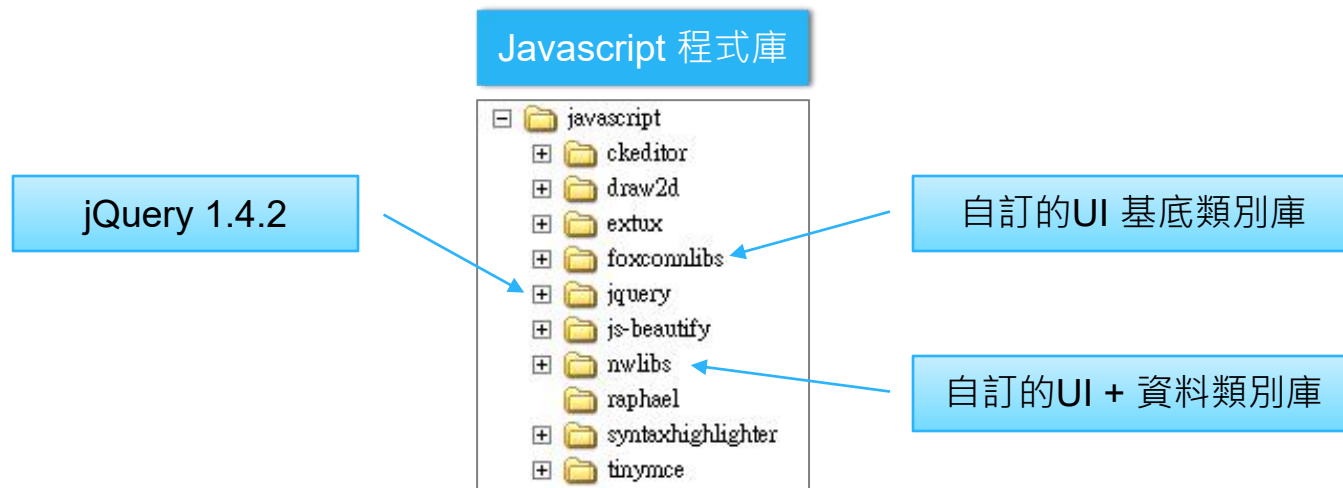 Javascript 程式庫
javascript
ckeditor
draw2d
extux
foxconnlibs
jquery
js-beautify
nwlibs
raphael
syntaxhighlighter
tinymce
jQuery 1.4.2
自訂的UI 基底類別庫
自訂的UI + 資料類別庫